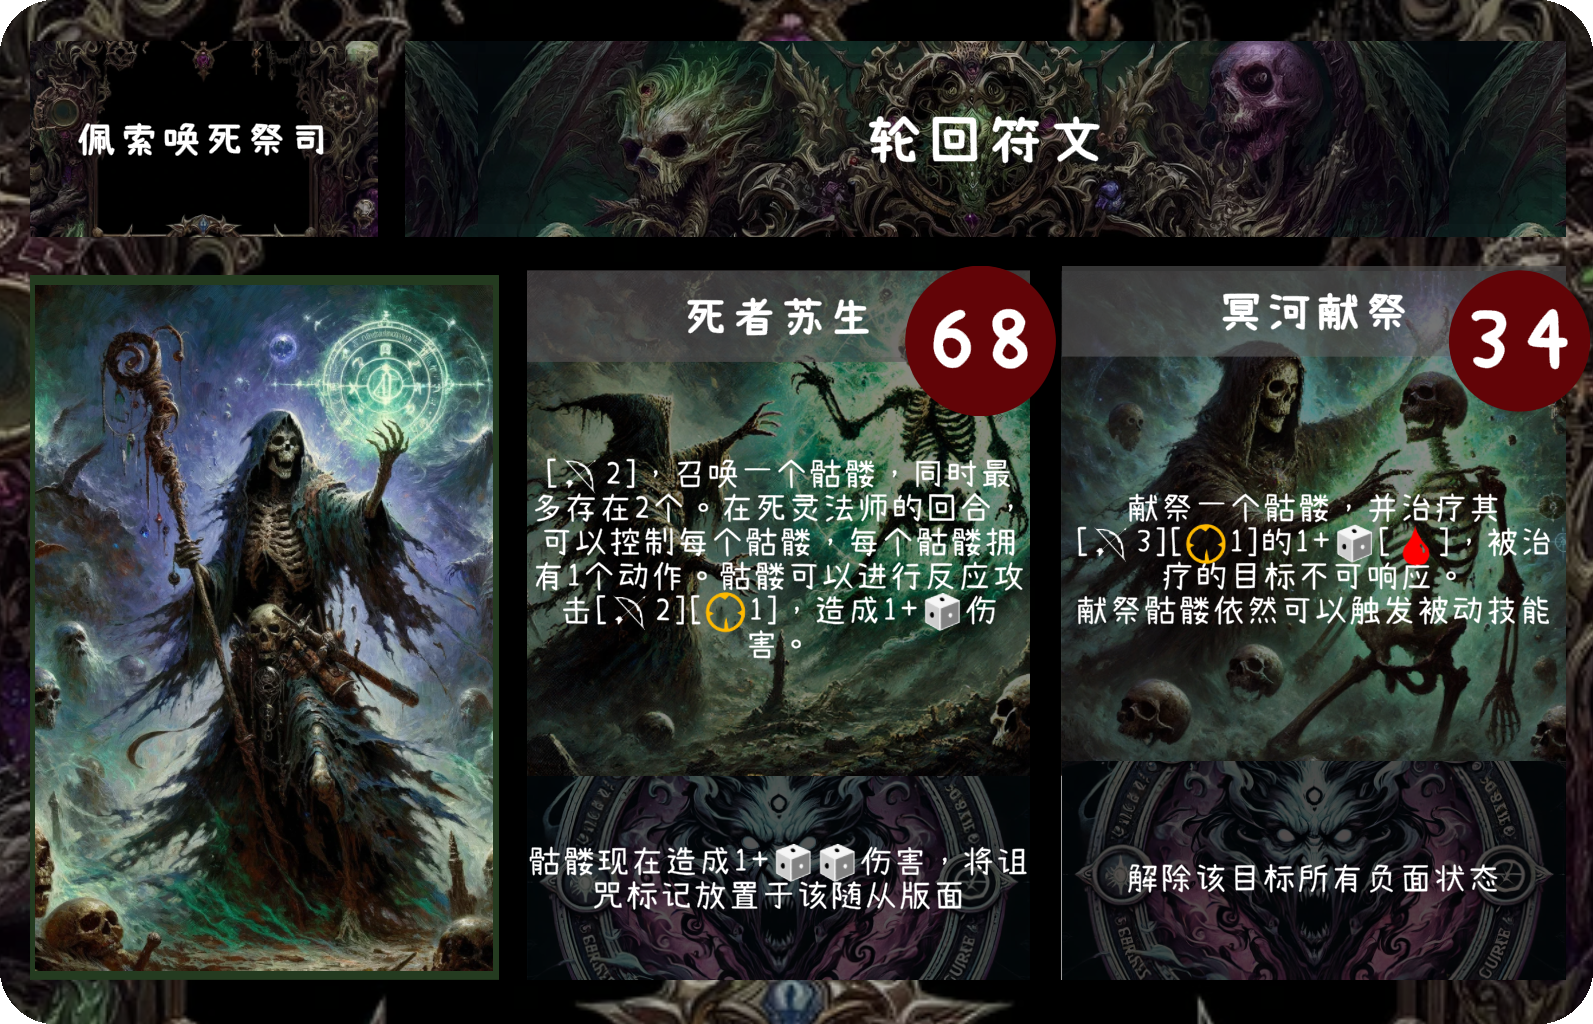 佩索唤死祭司
轮回符文
死者苏生
68
[2]，召唤一个骷髅，同时最
多存在2个。在死灵法师的回合，
可以控制每个骷髅，每个骷髅拥
有1个动作。骷髅可以进行反应攻
击[2][1]，造成1+伤
害。
骷髅现在造成1+伤害，将诅
咒标记放置于该随从版面
冥河献祭
34
献祭一个骷髅，并治疗其
[3][1]的1+[]，被治
疗的目标不可响应。
献祭骷髅依然可以触发被动技能
解除该目标所有负面状态